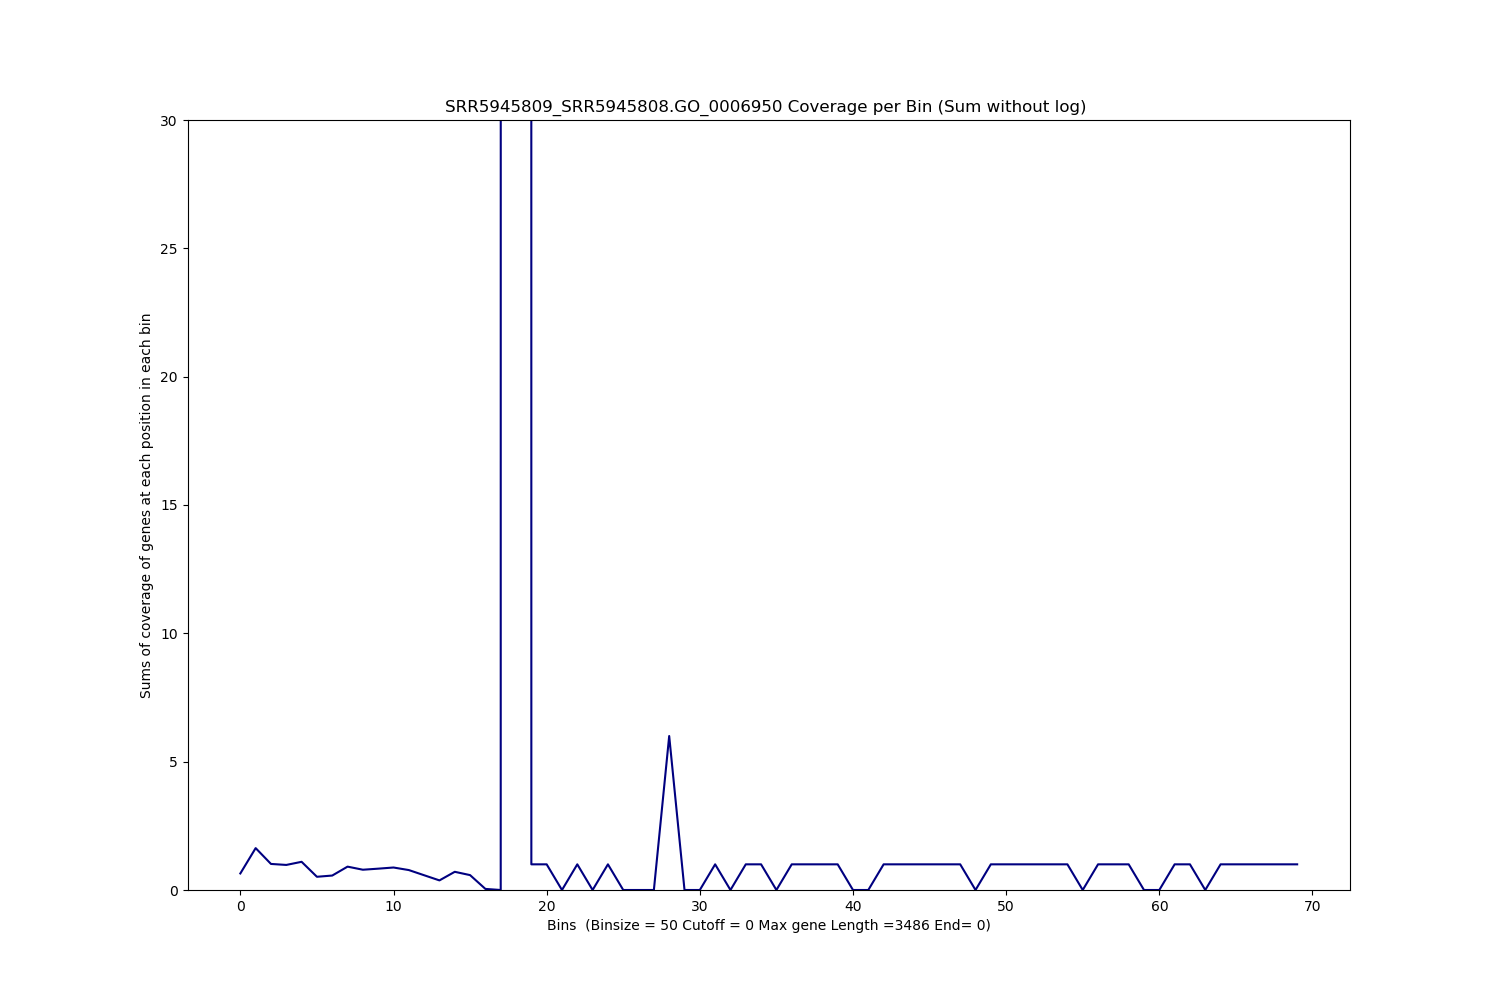 SRR5945809_SRR5945808.GO_0006950 Coverage per Bin (Sum without log)
Sums of coverage of genes at each position in each bin
30
25
20
15
10
5
0
0 10 20 30 40 50 60 70
Bins  (Binsize = 50 Cutoff = 0 Max gene Length =3486 End= 0)